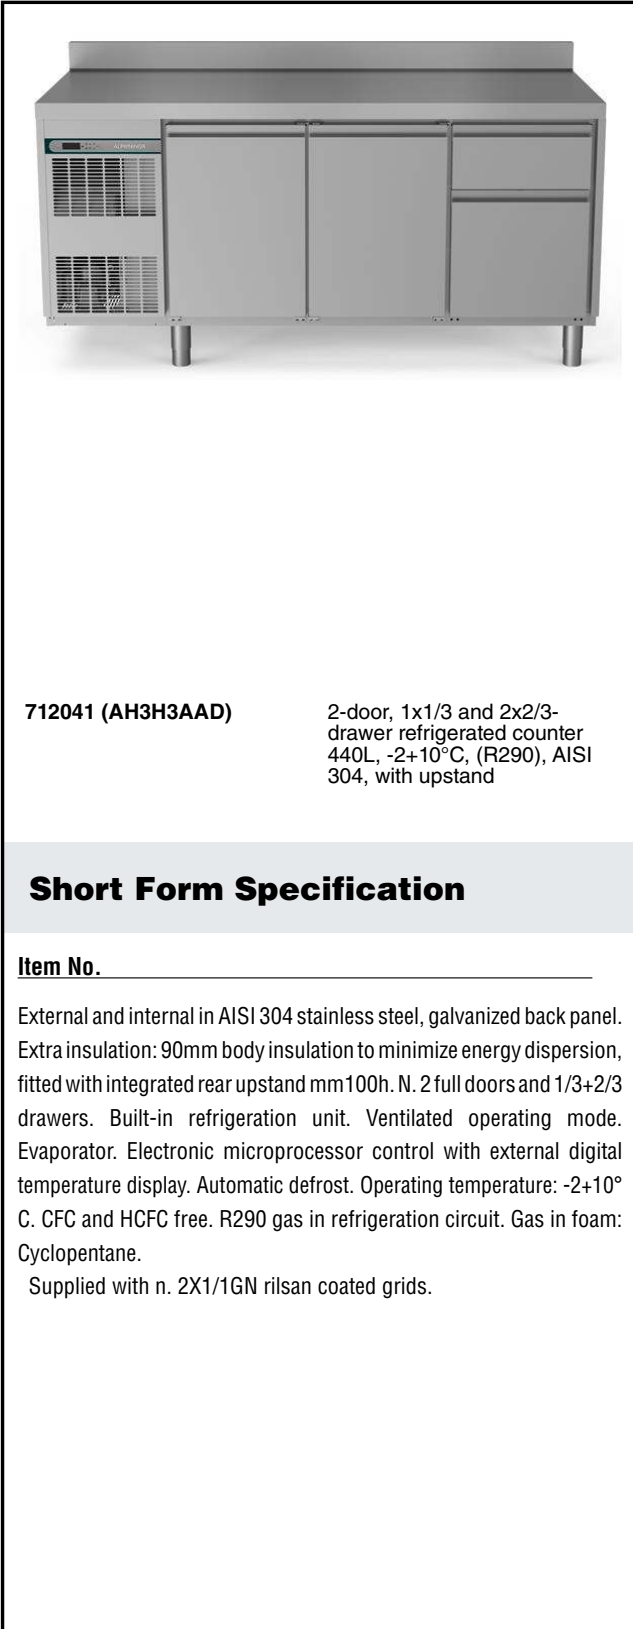 712041 (AH3H3AAD)
2-door, 1x1/3 and 2x2/3-
drawer refrigerated counter
440L, -2+10°C, (R290), AISI
304, with upstand
Short Form Specification
Item No.
External and internal in AISI 304 stainless steel, galvanized back panel.
Extra insulation: 90mm body insulation to minimize energy dispersion,
fitted with integrated rear upstand mm100h. N. 2 full doors and 1/3+2/3
drawers. Built-in refrigeration unit. Ventilated operating mode.
Evaporator. Electronic microprocessor control with external digital
temperature display. Automatic defrost. Operating temperature: -2+10°
C. CFC and HCFC free. R290 gas in refrigeration circuit. Gas in foam:
Cyclopentane.
Supplied with n. 2X1/1GN rilsan coated grids.